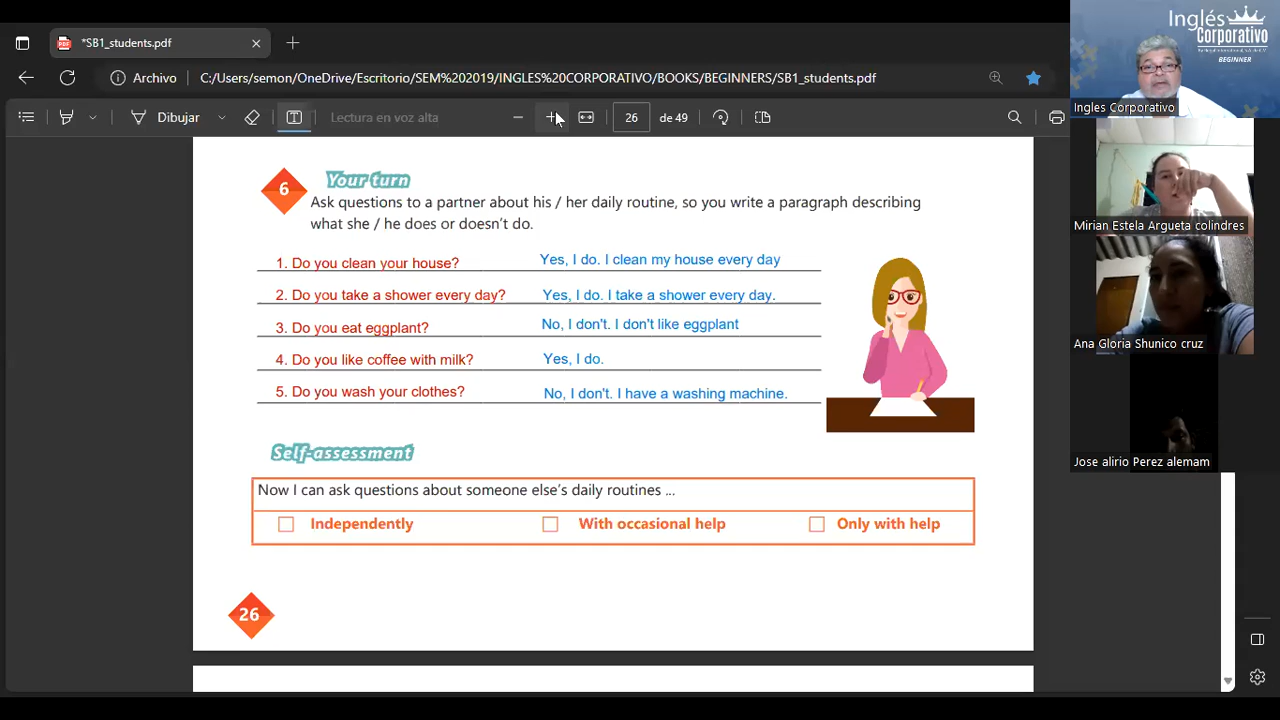 *SB1_students.pdf
Archivo
C:/Users/semon/OneDrive/Escritorio/SEM%202019/INGLES%20CORPORATIVO/BOOKS/BEGINNERS/SB1_students.pdf
Dibujar
Lectura en voz alta
26
de 49
6
Your turn
Ask questions to a partner about his / her daily routine, so you write a paragraph describing
what she / he does or doesn't do.
1. Do you clean your house? Yes, I do. I clean my house every day
2. Do you take a shower every day? Yes, I do. I take a shower every day.
3. Do you eat eggplant? No, I don't. I don't like eggplant
4. Do you like coffee with milk? Yes, I do.
5. Do you wash your clothes? No, I don't. I have a washing machine.
Self-assessment
Now I can ask questions about someone else's daily routines ...
Independently With occasional help Only with help
26
Inglés
Corporativo
BEGINNER
Ingles Corporativo
Mirian Estela Argueta colindres
Ana Gloria Shunico cruz
Jose alirio Perez alemam